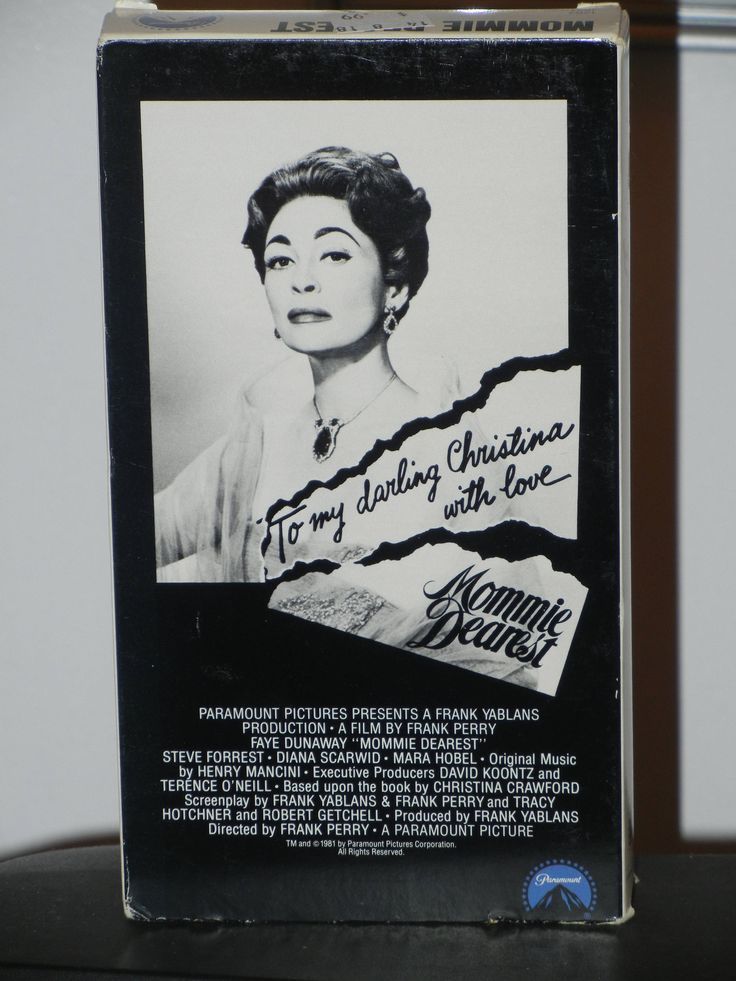 MOMMIE DEAREST
To my darling Christina
with love
Mommie
Dearest
PARAMOUNT PICTURES PRESENTS A FRANK YABLANS
PRODUCTION • A FILM BY FRANK PERRY
FAYE DUNAWAY "MOMMIE DEAREST"
STEVE FORREST • DIANA SCARWID • MARA HOBEL • Original Music
by HENRY MANCINI • Executive Producers DAVID KOONTZ and
TERENCE O'NEILL • Based upon the book by CHRISTINA CRAWFORD
Screenplay by FRANK YABLANS & FRANK PERRY and TRACY
HOTCHNER and ROBERT GETCHELL • Produced by FRANK YABLANS
Directed by FRANK PERRY • A PARAMOUNT PICTURE
TM and © 1981 by Paramount Pictures Corporation.
All Rights Reserved.
Paramount